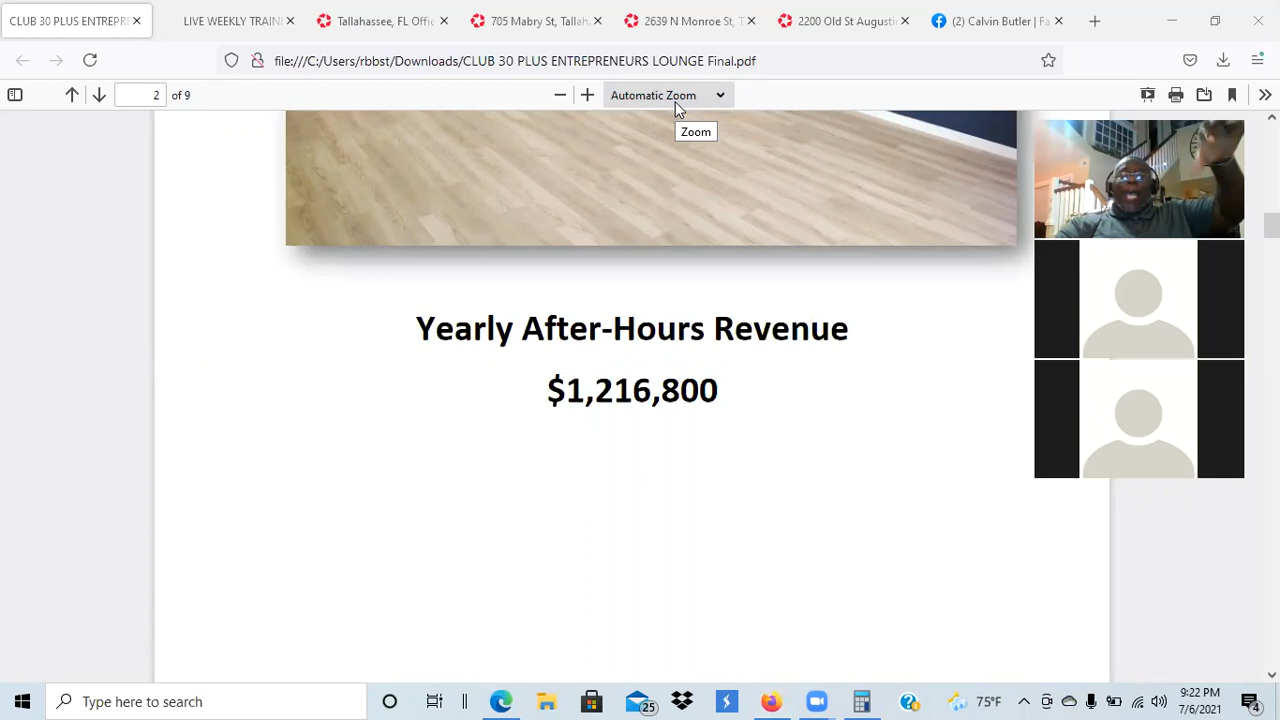 CLUB 30 PLUS ENTREPRE
LIVE WEEKLY TRAINI
Tallahassee, FL Offic
705 Mabry St, Tallah
2639 N Monroe St, T
2200 Old St Augustin
(2) Calvin Butler | Fa
file:///C:/Users/rbbst/Downloads/CLUB 30 PLUS ENTREPRENEURS LOUNGE Final.pdf
2 of 9
Automatic Zoom
Zoom
Yearly After-Hours Revenue
$1,216,800
Type here to search
25
75°F
9:22 PM
7/6/2021
4